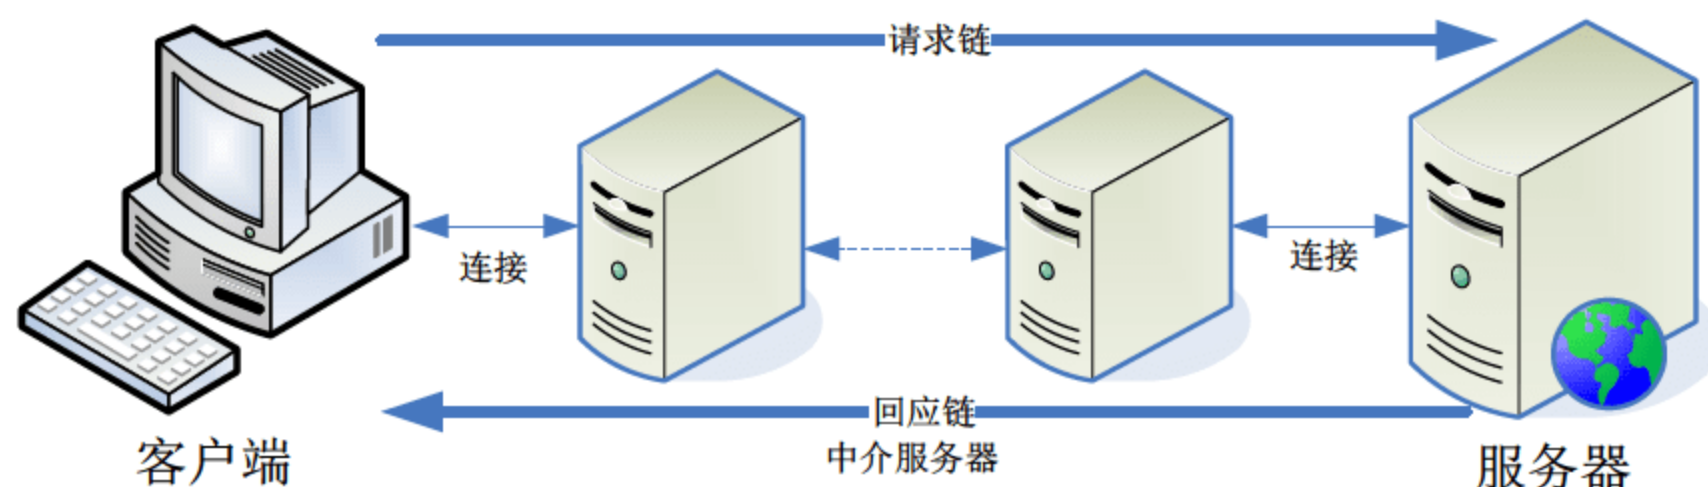 请求链
连接
连接
回应链
中介服务器
客户端
服务器